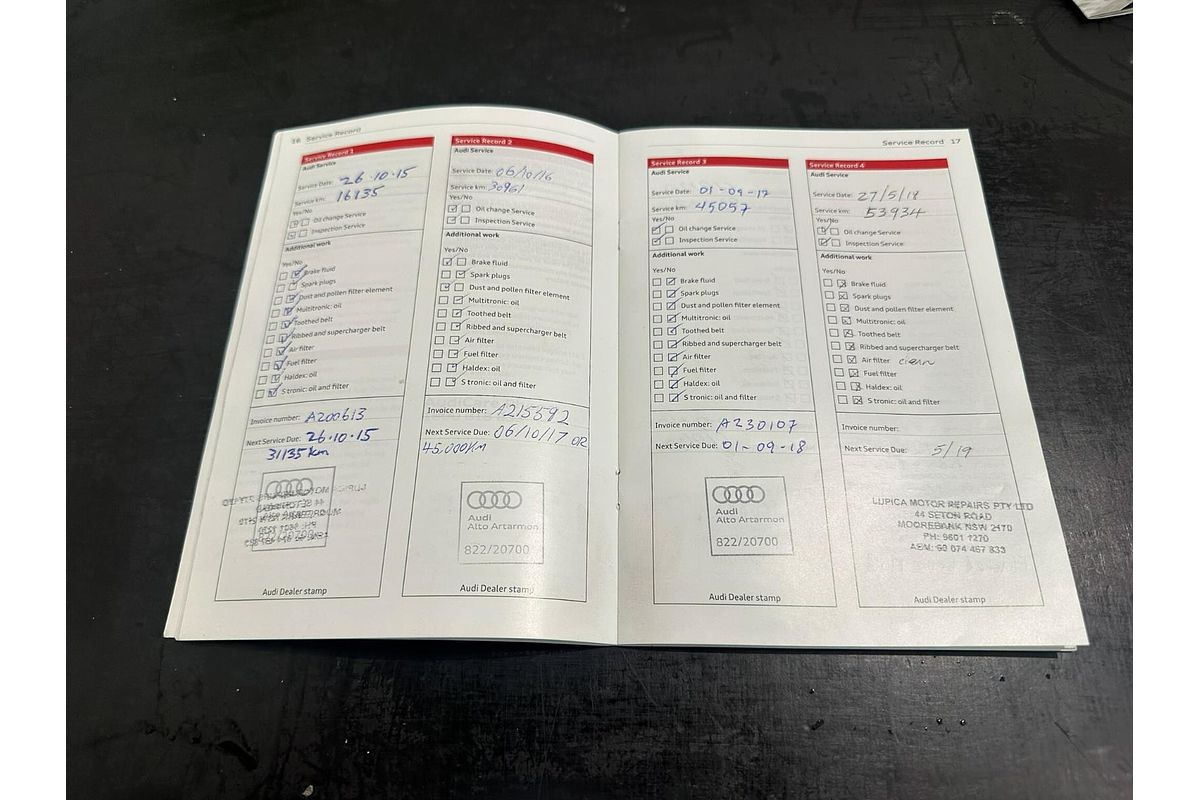 16 Service Record
Service Record 1
Audi Service
Service Date: 26.10.15
Service km: 16135
Yes/No
Oil change Service
Inspection Service
Additional work
Yes/No
Brake fluid
Spark plugs
Dust and pollen filter element
Multitronic: oil
Toothed belt
Ribbed and supercharger belt
Air filter
Fuel filter
Haldex: oil
S tronic: oil and filter
Invoice number: A200613
Next Service Due: 26.10.15
31135km
Audi Dealer stamp
Service Record 2
Audi Service
Service Date: 06/10/16
Service km: 30961
Yes/No
Oil change Service
Inspection Service
Additional work
Yes/No
Brake fluid
Spark plugs
Dust and pollen filter element
Multitronic: oil
Toothed belt
Ribbed and supercharger belt
Air filter
Fuel filter
Haldex: oil
S tronic: oil and filter
Invoice number: A215592
Next Service Due: 06/10/17 OR
45,000Km
Audi
Alto Artarmon
822/20700
Audi Dealer stamp
Service Record 17
Service Record 3
Audi Service
Service Date: 01-09-17
Service km: 45057
Yes/No
Oil change Service
Inspection Service
Additional work
Yes/No
Brake fluid
Spark plugs
Dust and pollen filter element
Multitronic: oil
Toothed belt
Ribbed and supercharger belt
Air filter
Fuel filter
Haldex: oil
S tronic: oil and filter
Invoice number: A230107
Next Service Due: 01-09-18
Audi
Alto Artarmon
822/20700
Audi Dealer stamp
Service Record 4
Audi Service
Service Date: 27/5/18
Service km: 53934
Yes/No
Oil change Service
Inspection Service
Additional work
Yes/No
Brake fluid
Spark plugs
Dust and pollen filter element
Multitronic: oil
Toothed belt
Ribbed and supercharger belt
Air filter clean
Fuel filter
Haldex: oil
S tronic: oil and filter
Invoice number:
Next Service Due: 5/19
LUPICA MOTOR REPAIRS PTY LTD
44 SETON ROAD
MOOREBANK NSW 2170
PH: 9601 1270
ABN: 60 074 467 833
Audi Dealer stamp